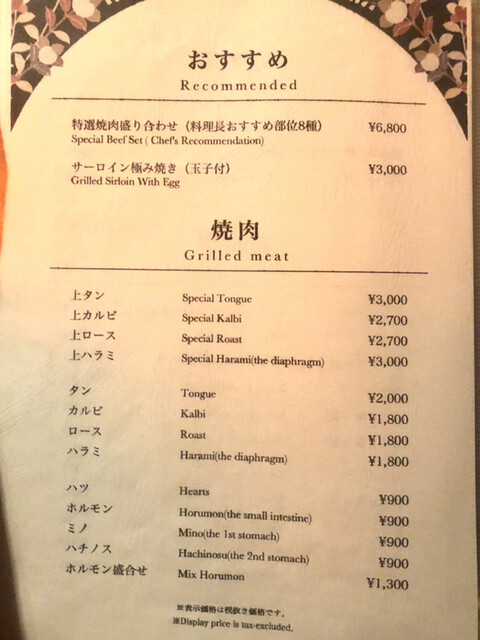 おすすめ
Recommended
特選焼肉盛り合わせ（料理長おすすめ部位8種） ¥6,800
Special Beef Set ( Chef's Recommendation)
サーロイン極み焼き（玉子付） ¥3,000
Grilled Sirloin With Egg
焼肉
Grilled meat
上タン Special Tongue ¥3,000
上カルビ Special Kalbi ¥2,700
上ロース Special Roast ¥2,700
上ハラミ Special Harami(the diaphragm) ¥3,000
タン Tongue ¥2,000
カルビ Kalbi ¥1,800
ロース Roast ¥1,800
ハラミ Harami(the diaphragm) ¥1,800
ハツ Hearts ¥900
ホルモン Horumon(the small intestine) ¥900
ミノ Mino(the 1st stomach) ¥900
ハチノス Hachinosu(the 2nd stomach) ¥900
ホルモン盛合せ Mix Horumon ¥1,300
※表示価格は税抜き価格です。
※Display price is tax-excluded.